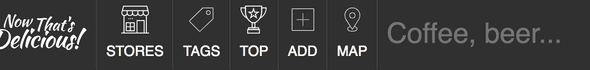 Now That's
Delicious!
STORES
TAGS
TOP
ADD
MAP
Coffee, beer...